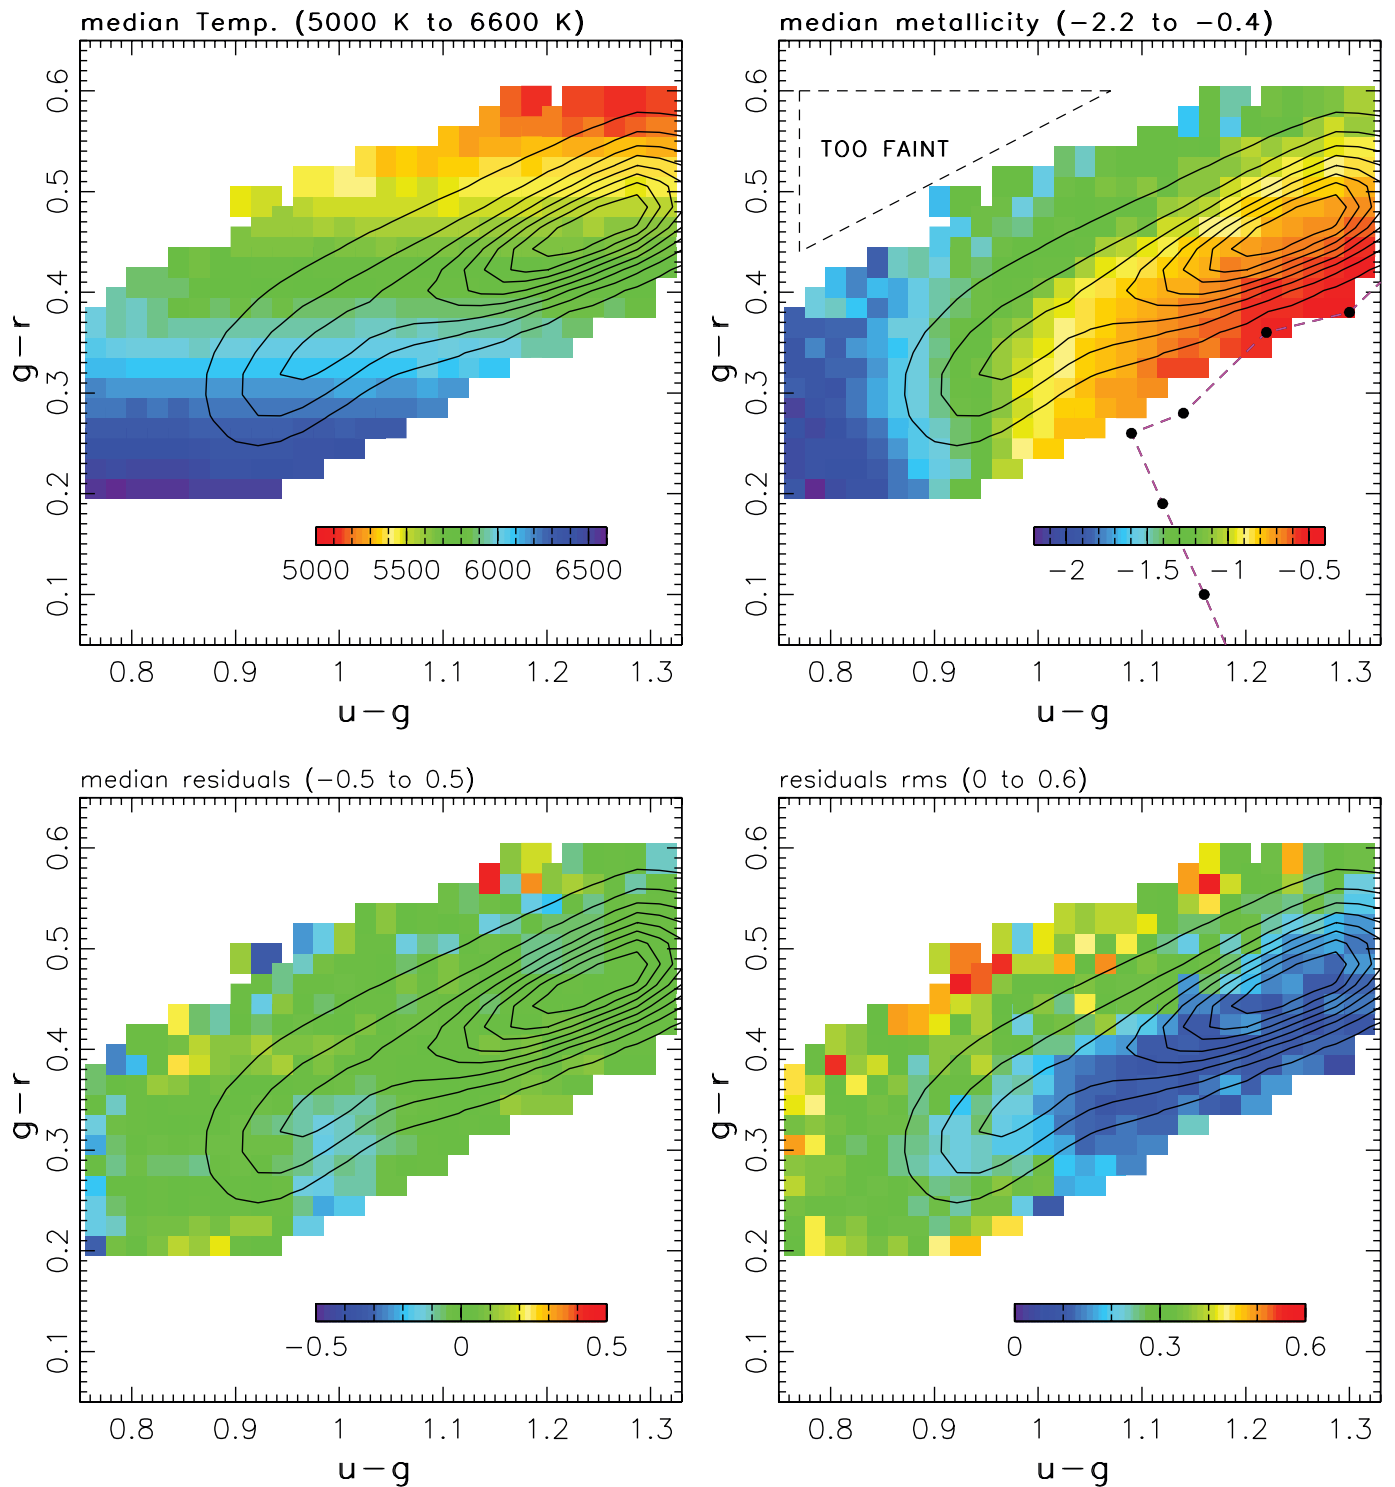 median Temp. (5000 K to 6600 K)
0.6
0.5
0.4
0.3
0.2
0.1
g−r
5000 5500 6000 6500
0.8 0.9 1 1.1 1.2 1.3
u−g
median metallicity (−2.2 to −0.4)
TOO FAINT
0.6
0.5
0.4
0.3
0.2
0.1
g−r
−2 −1.5 −1 −0.5
0.8 0.9 1 1.1 1.2 1.3
u−g
median residuals (−0.5 to 0.5)
0.6
0.5
0.4
0.3
0.2
0.1
g−r
−0.5 0 0.5
0.8 0.9 1 1.1 1.2 1.3
u−g
residuals rms (0 to 0.6)
0.6
0.5
0.4
0.3
0.2
0.1
g−r
0 0.3 0.6
0.8 0.9 1 1.1 1.2 1.3
u−g